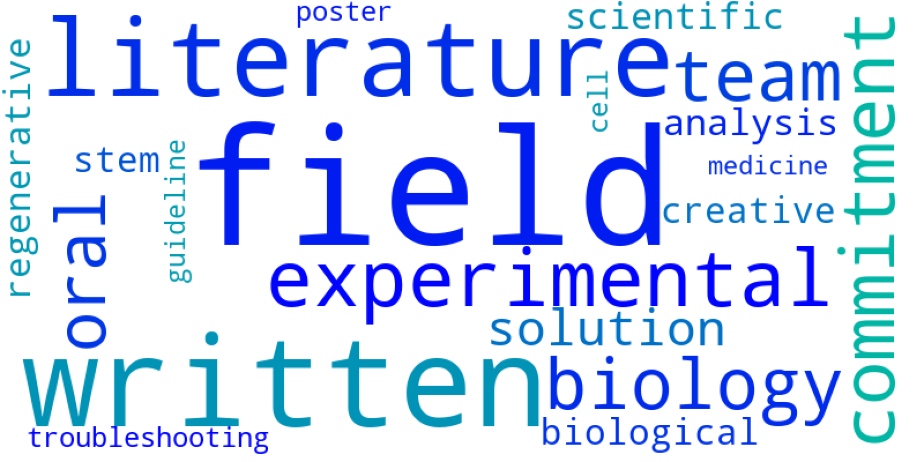 poster
scientific
literature
team
commitment
regenerative
cell
analysis
field
stem
guideline
medicine
oral
creative
experimental
solution
written
biology
biological
troubleshooting